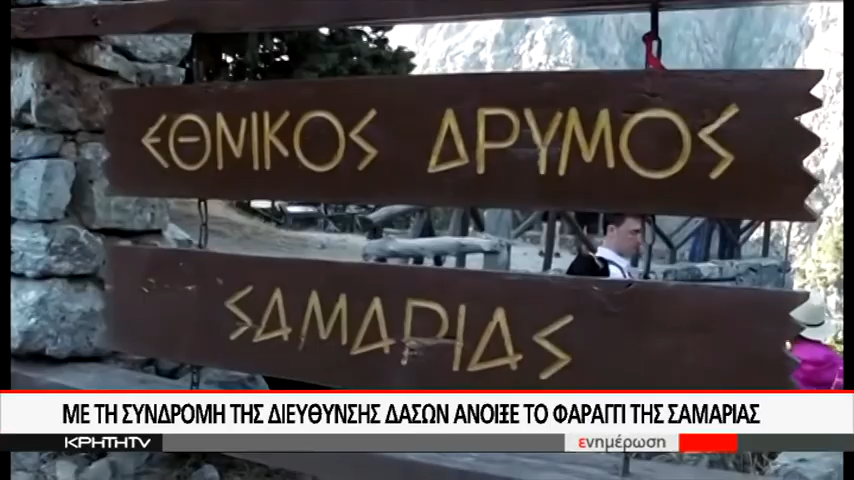 ΕΘΝΙΚΟΣ ΔΡΥΜΟΣ
ΣΑΜΑΡΙΑΣ
ΜΕ ΤΗ ΣΥΝΔΡΟΜΗ ΤΗΣ ΔΙΕΥΘΥΝΣΗΣ ΔΑΣΩΝ ΑΝΟΙΞΕ ΤΟ ΦΑΡΑΓΓΙ ΤΗΣ ΣΑΜΑΡΙΑΣ
ΚΡΗΤΗTV
ενημέρωση